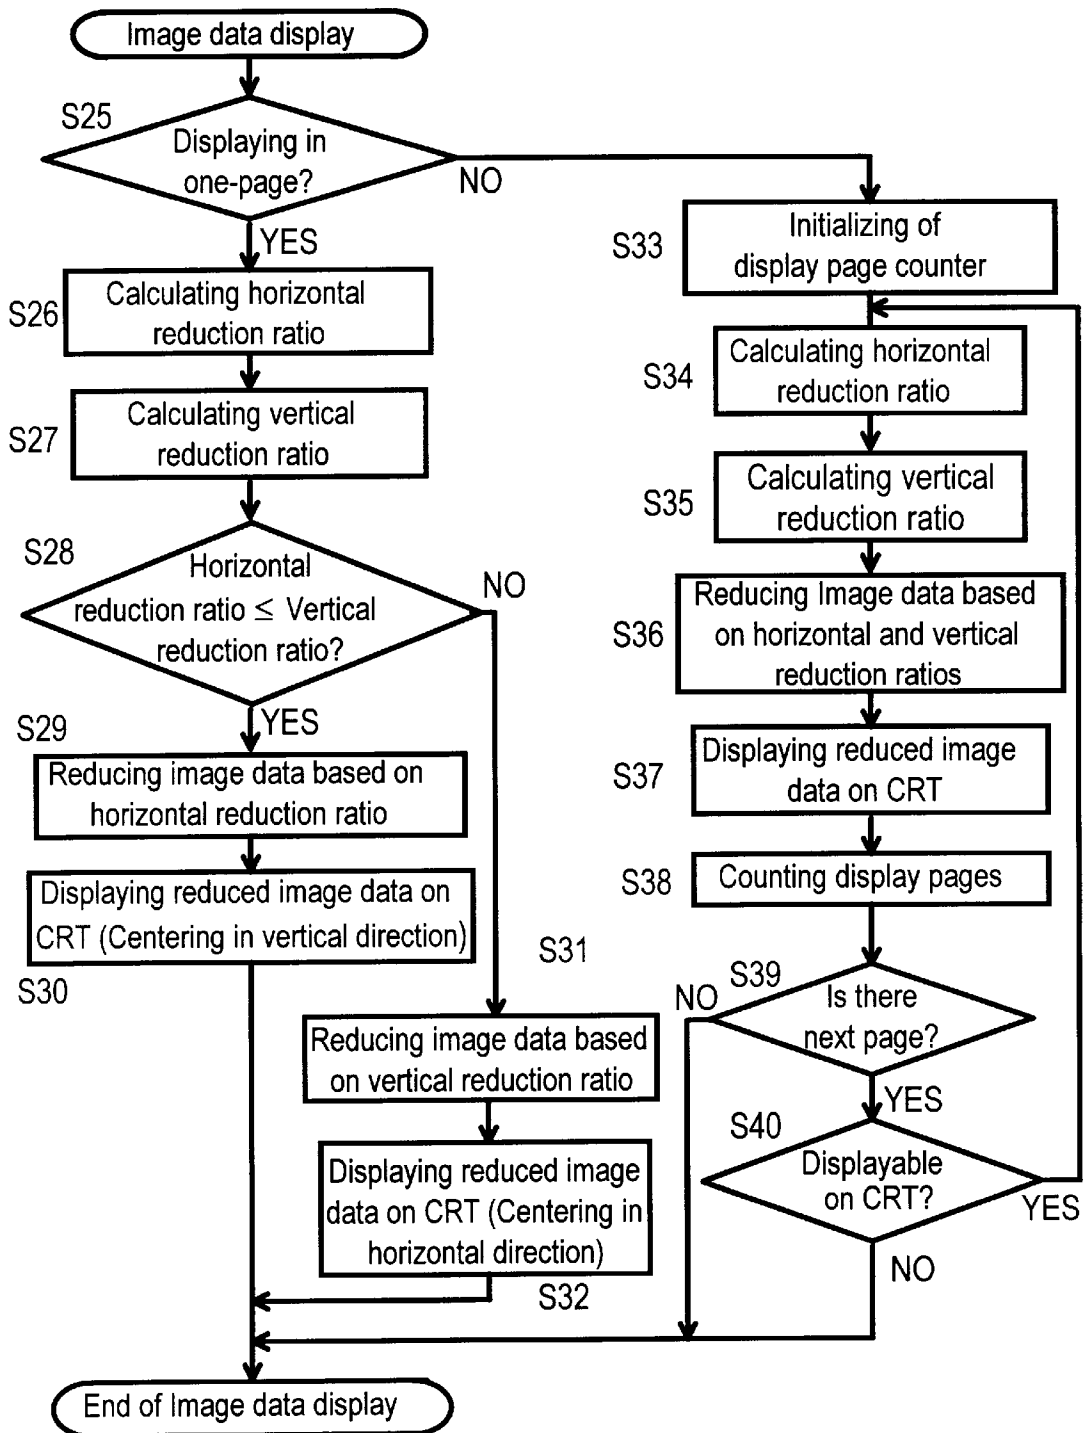 Image data display
S25
Displaying in
one-page?
NO
YES
S26
Calculating horizontal
reduction ratio
S27
Calculating vertical
reduction ratio
S28
Horizontal
reduction ratio ≤ Vertical
reduction ratio?
NO
YES
S29
Reducing image data based on
horizontal reduction ratio
Displaying reduced image data on
CRT (Centering in vertical direction)
S30
S31
Reducing image data based
on vertical reduction ratio
Displaying reduced image
data on CRT (Centering in
horizontal direction)
S32
S33
Initializing of
display page counter
S34
Calculating horizontal
reduction ratio
S35
Calculating vertical
reduction ratio
S36
Reducing Image data based
on horizontal and vertical
reduction ratios
S37
Displaying reduced image
data on CRT
S38
Counting display pages
S39
NO
Is there
next page?
YES
S40
Displayable
on CRT?
YES
NO
End of Image data display